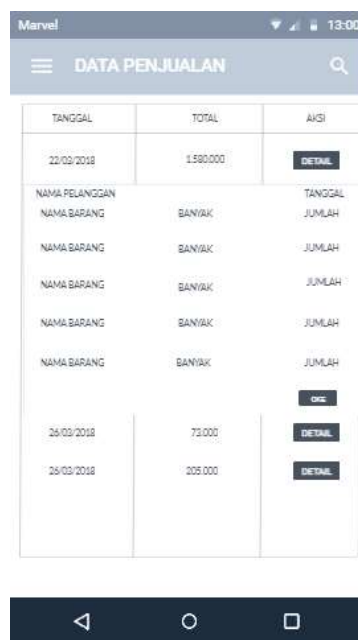 Marvel 13:00
DATA PENJUALAN
TANGGAL TOTAL AKSI
22/03/2018 1.580.000 DETAIL
NAMA PELANGGAN TANGGAL
NAMA BARANG BANYAK JUMLAH
NAMA BARANG BANYAK JUMLAH
NAMA BARANG BANYAK JUMLAH
NAMA BARANG BANYAK JUMLAH
NAMA BARANG BANYAK JUMLAH
OKE
26/03/2018 73.000 DETAIL
26/03/2018 205.000 DETAIL